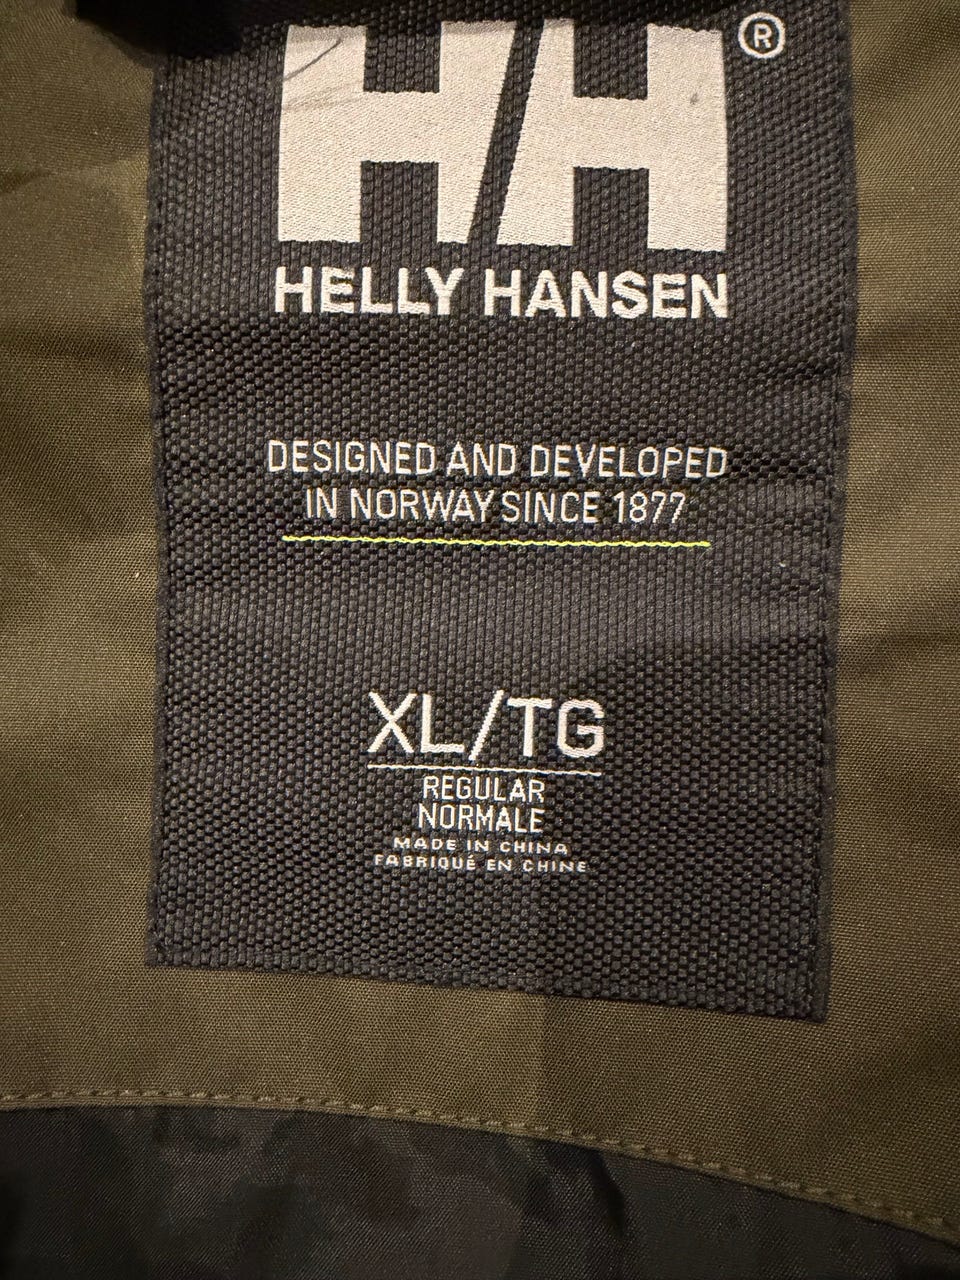 HH®
HELLY HANSEN
DESIGNED AND DEVELOPED
IN NORWAY SINCE 1877
XL/TG
REGULAR
NORMALE
MADE IN CHINA
FABRIQUÉ EN CHINE